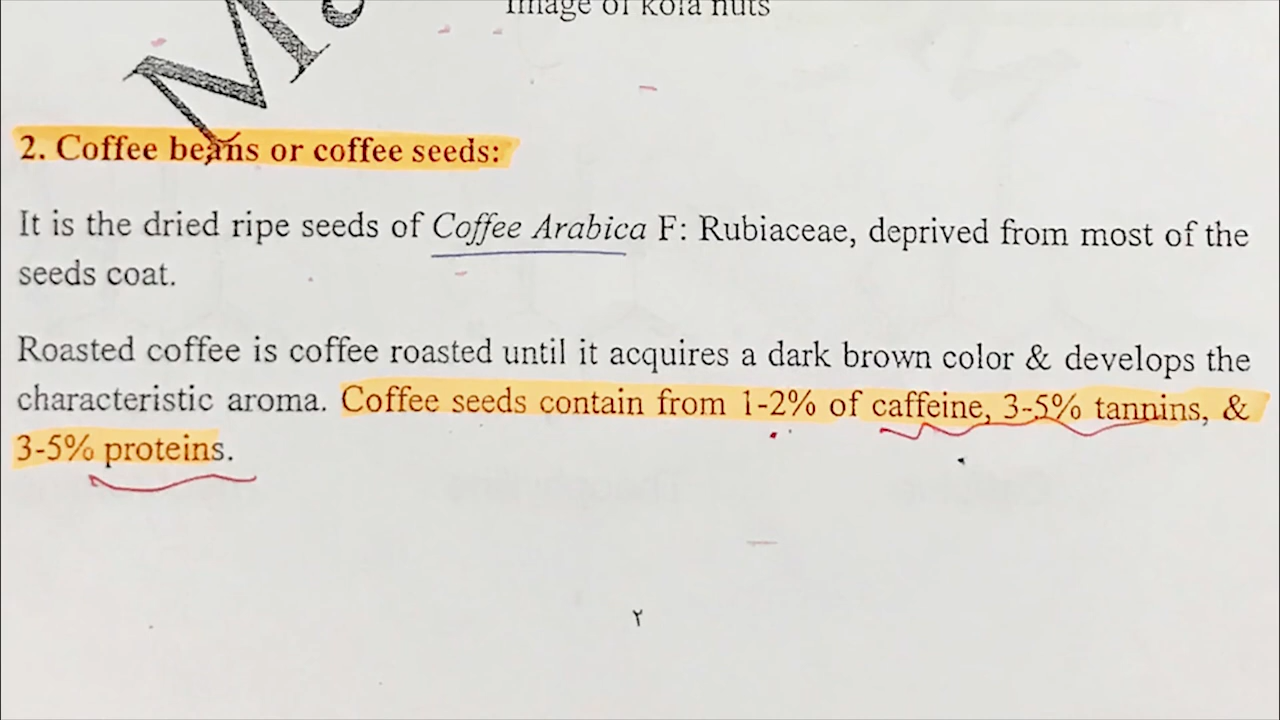 Image of kola nuts
Ma
2. Coffee beans or coffee seeds:
It is the dried ripe seeds of Coffee Arabica F: Rubiaceae, deprived from most of the
seeds coat.
Roasted coffee is coffee roasted until it acquires a dark brown color & develops the
characteristic aroma. Coffee seeds contain from 1-2% of caffeine, 3-5% tannins, &
3-5% proteins.
٢